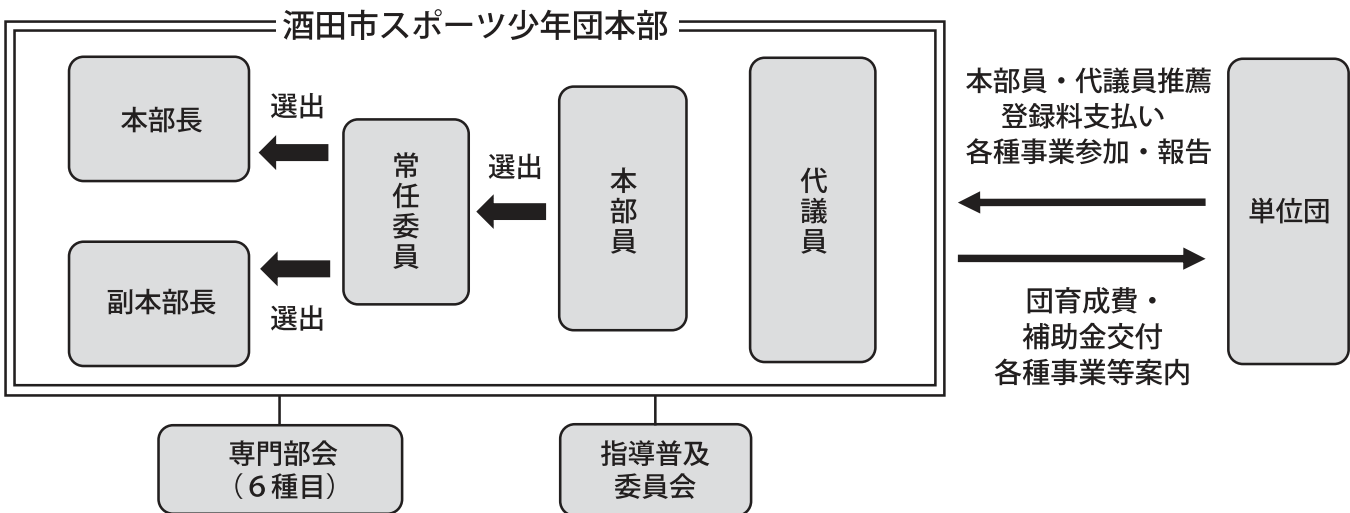 酒田市スポーツ少年団本部
本部長
選出
副本部長
選出
常任委員
選出
本部員
代議員
本部員・代議員推薦
登録料支払い
各種事業参加・報告
団育成費・
補助金交付
各種事業等案内
単位団
専門部会
（６種目）
指導普及
委員会